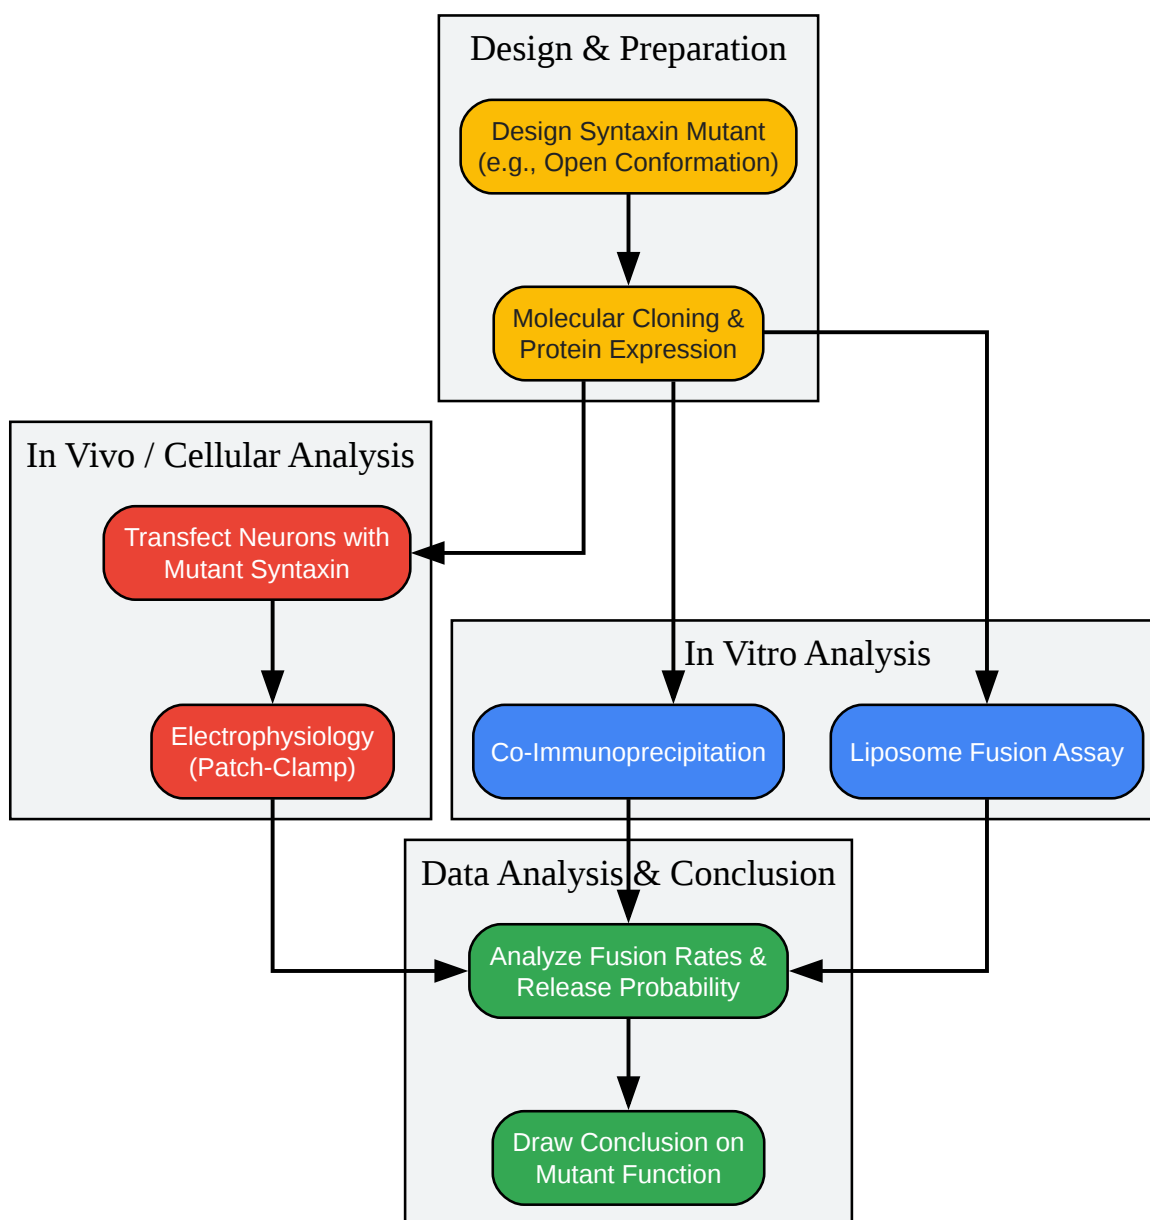 Design & Preparation
Design Syntaxin Mutant
(e.g., Open Conformation)
Molecular Cloning &
Protein Expression
In Vivo / Cellular Analysis
Transfect Neurons with
Mutant Syntaxin
Electrophysiology
(Patch-Clamp)
In Vitro Analysis
Co-Immunoprecipitation
Liposome Fusion Assay
Data Analysis & Conclusion
Analyze Fusion Rates &
Release Probability
Draw Conclusion on
Mutant Function